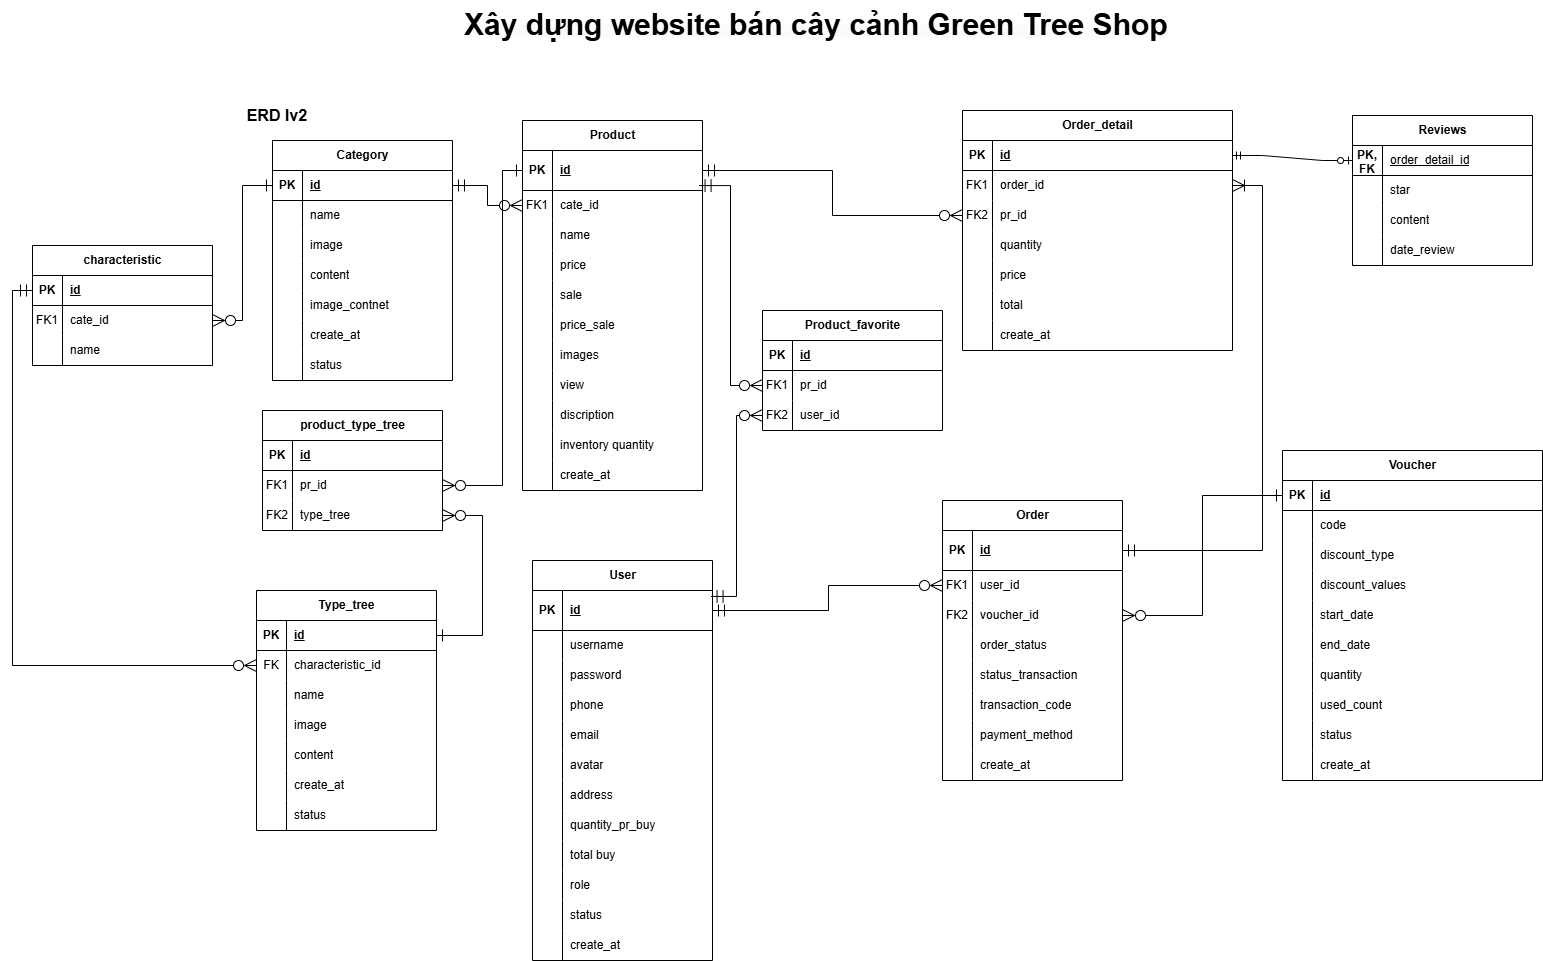 Xây dựng website bán cây cảnh Green Tree Shop
ERD lv2
characteristic
PK id
FK1 cate_id
name
Category
PK id
name
image
content
image_contnet
create_at
status
product_type_tree
PK id
FK1 pr_id
FK2 type_tree
Type_tree
PK id
FK characteristic_id
name
image
content
create_at
status
Product
PK id
FK1 cate_id
name
price
sale
price_sale
images
view
discription
inventory quantity
create_at
User
PK id
username
password
phone
email
avatar
address
quantity_pr_buy
total buy
role
status
create_at
Product_favorite
PK id
FK1 pr_id
FK2 user_id
Order_detail
PK id
FK1 order_id
FK2 pr_id
quantity
price
total
create_at
Order
PK id
FK1 user_id
FK2 voucher_id
order_status
status_transaction
transaction_code
payment_method
create_at
Reviews
PK,
FK order_detail_id
star
content
date_review
Voucher
PK id
code
discount_type
discount_values
start_date
end_date
quantity
used_count
status
create_at